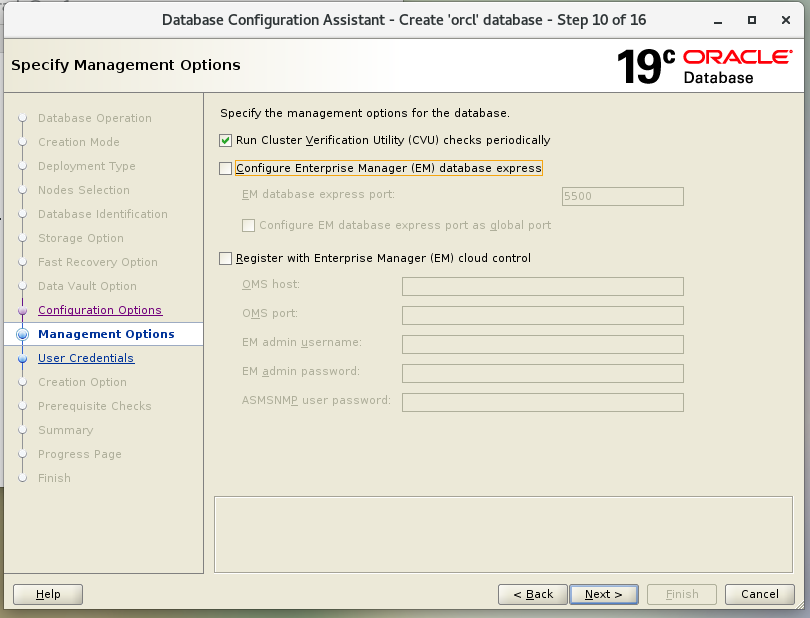 Database Configuration Assistant - Create 'orcl' database - Step 10 of 16
Specify Management Options
19c ORACLE
Database
Database Operation
Creation Mode
Deployment Type
Nodes Selection
Database Identification
Storage Option
Fast Recovery Option
Data Vault Option
Configuration Options
Management Options
User Credentials
Creation Option
Prerequisite Checks
Summary
Progress Page
Finish
Specify the management options for the database.
Run Cluster Verification Utility (CVU) checks periodically
Configure Enterprise Manager (EM) database express
EM database express port: 5500
Configure EM database express port as global port
Register with Enterprise Manager (EM) cloud control
OMS host:
OMS port:
EM admin username:
EM admin password:
ASMSNMP user password:
Help
< Back
Next >
Finish
Cancel